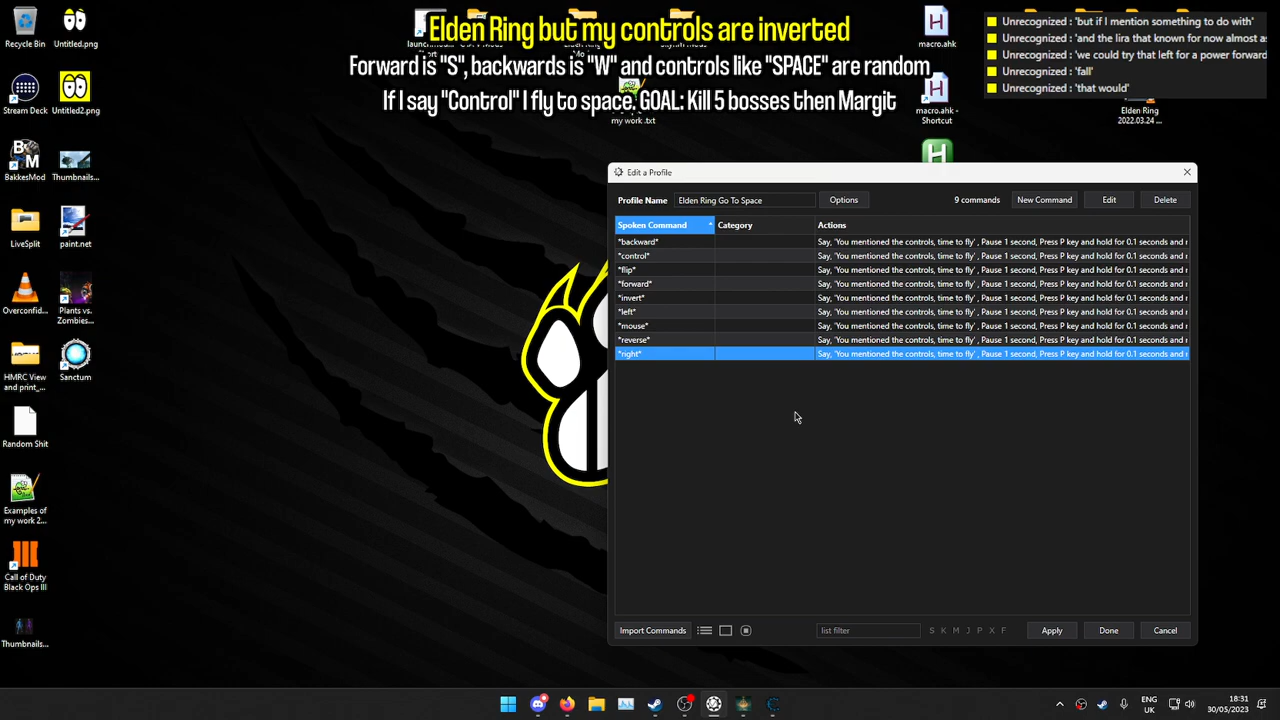 Elden Ring but my controls are inverted
Forward is "S", backwards is "W" and controls like "SPACE" are random
If I say "Control" I fly to space. GOAL: Kill 5 bosses then Margit
Unrecognized : 'but if I mention something to do with'
Unrecognized : 'and the lira that known for now almost as
Unrecognized : 'we could try that left for a power forward
Unrecognized : 'fall'
Unrecognized : 'that would'
Recycle Bin
Untitled.png
Stream Deck
Untitled2.png
BakkesMod
Thumbnails...
LiveSplit
paint.net
Overconfid...
Plants vs.
Zombies...
HMRC View
and print_...
Sanctum
Random Shit
Examples of
my work 2...
Call of Duty
Black Ops III
Thumbnails...
my work .txt
macro.ahk
macro.ahk -
Shortcut
Elden Ring
2022.03.24 ...
Edit a Profile
Profile Name
Elden Ring Go To Space
Options
9 commands
New Command
Edit
Delete
Spoken Command
Category
Actions
*backward*
Say, 'You mentioned the controls, time to fly' , Pause 1 second, Press P key and hold for 0.1 seconds and r
*control*
Say, 'You mentioned the controls, time to fly' , Pause 1 second, Press P key and hold for 0.1 seconds and r
*flip*
Say, 'You mentioned the controls, time to fly' , Pause 1 second, Press P key and hold for 0.1 seconds and r
*forward*
Say, 'You mentioned the controls, time to fly' , Pause 1 second, Press P key and hold for 0.1 seconds and r
*invert*
Say, 'You mentioned the controls, time to fly' , Pause 1 second, Press P key and hold for 0.1 seconds and r
*left*
Say, 'You mentioned the controls, time to fly' , Pause 1 second, Press P key and hold for 0.1 seconds and r
*mouse*
Say, 'You mentioned the controls, time to fly' , Pause 1 second, Press P key and hold for 0.1 seconds and r
*reverse*
Say, 'You mentioned the controls, time to fly' , Pause 1 second, Press P key and hold for 0.1 seconds and r
*right*
Say, 'You mentioned the controls, time to fly' , Pause 1 second, Press P key and hold for 0.1 seconds and r
Import Commands
list filter
S K M J P X F
Apply
Done
Cancel
ENG
UK
18:31
30/05/2023